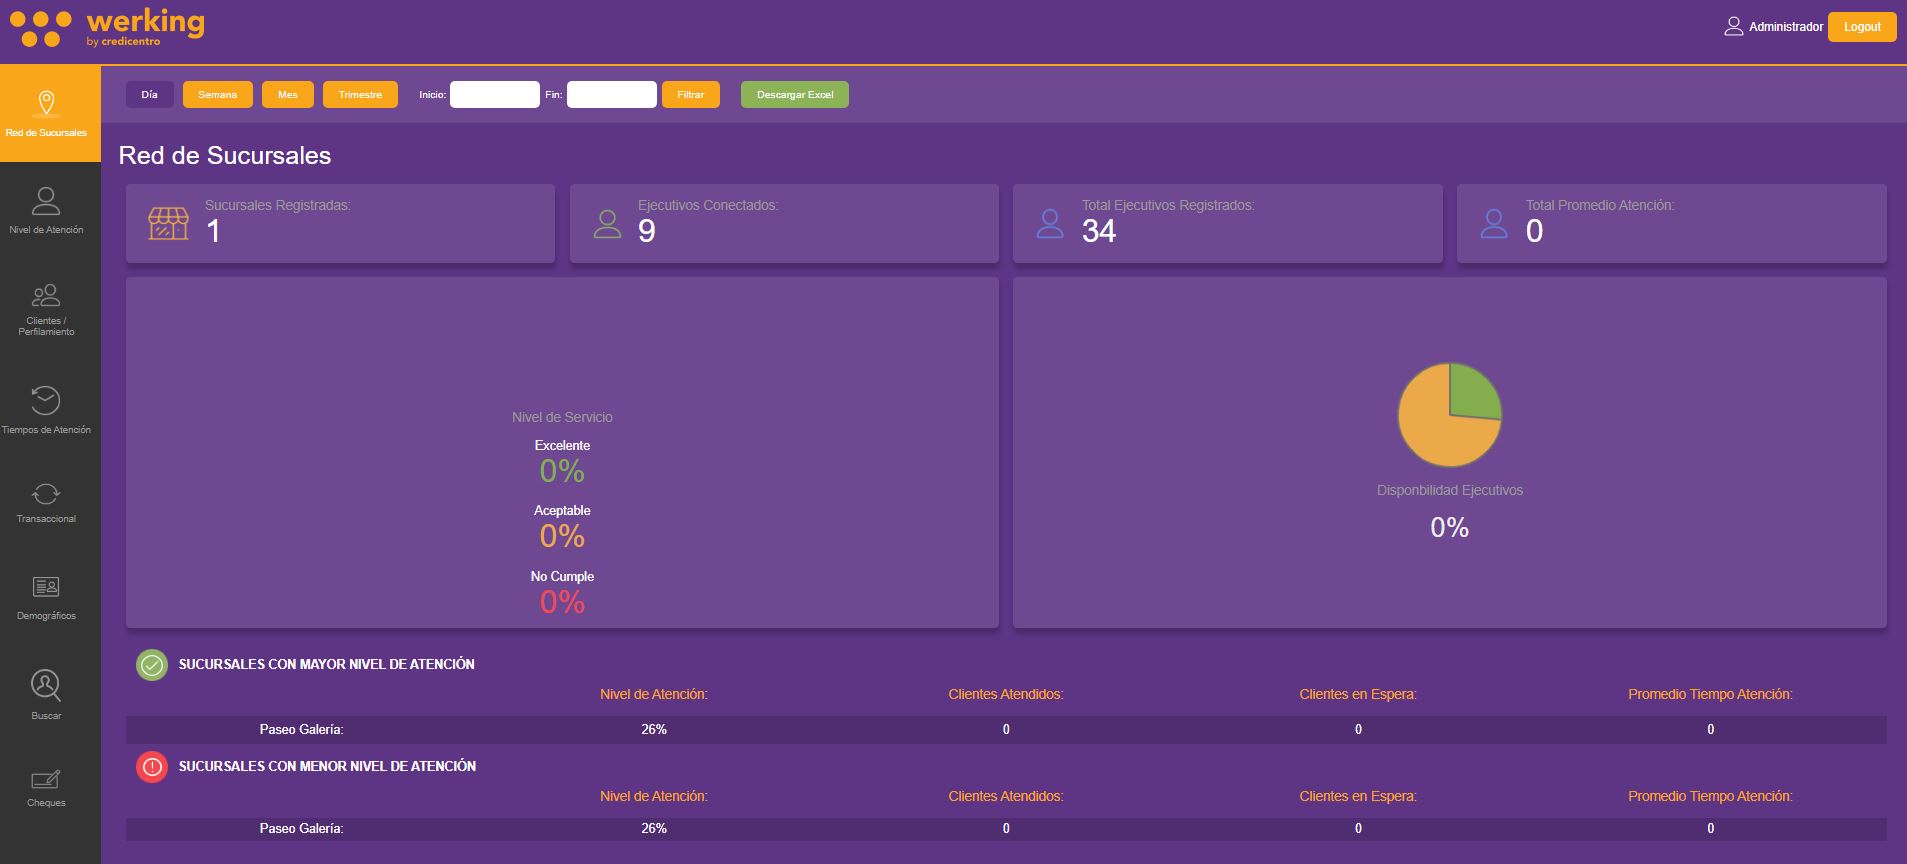 werking
by credicentro
Administrador
Logout
Día
Semana
Mes
Trimestre
Inicio:
Fin:
Filtrar
Descargar Excel
Red de Sucursales
Nivel de Atención
Clientes /
Perfilamiento
Tiempos de Atención
Transaccional
Demográficos
Buscar
Cheques
Red de Sucursales
Sucursales Registradas:
1
Ejecutivos Conectados:
9
Total Ejecutivos Registrados:
34
Total Promedio Atención:
0
Nivel de Servicio
Excelente
0%
Aceptable
0%
No Cumple
0%
Disponbilidad Ejecutivos
0%
SUCURSALES CON MAYOR NIVEL DE ATENCIÓN
Nivel de Atención: Clientes Atendidos: Clientes en Espera: Promedio Tiempo Atención:
Paseo Galería: 26% 0 0 0
SUCURSALES CON MENOR NIVEL DE ATENCIÓN
Nivel de Atención: Clientes Atendidos: Clientes en Espera: Promedio Tiempo Atención:
Paseo Galería: 26% 0 0 0